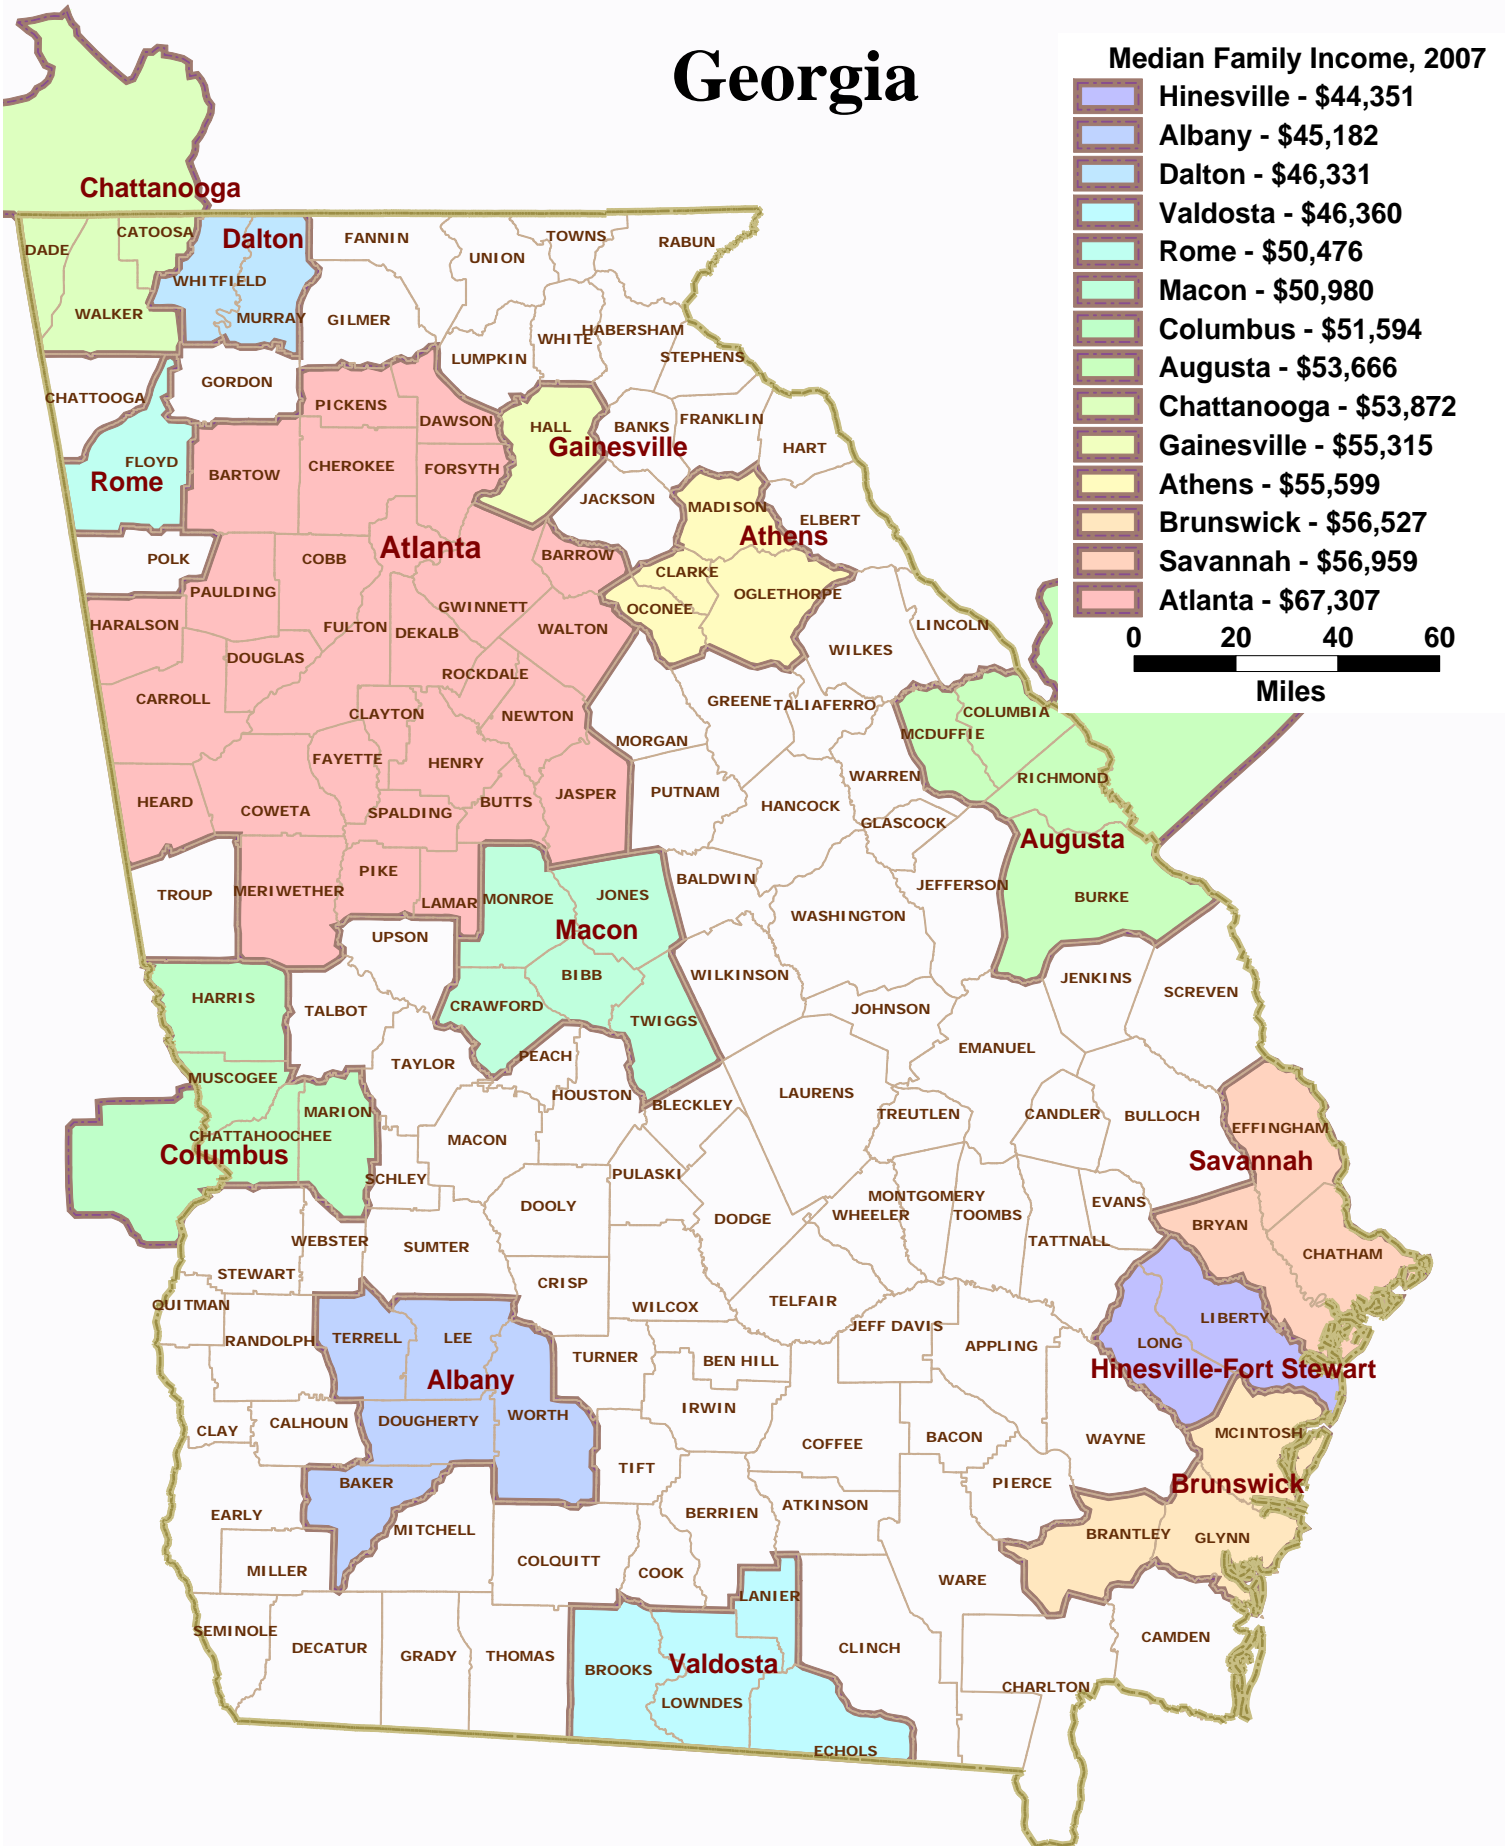 Georgia
Median Family Income, 2007
Hinesville - $44,351
Albany - $45,182
Dalton - $46,331
Valdosta - $46,360
Rome - $50,476
Macon - $50,980
Columbus - $51,594
Augusta - $53,666
Chattanooga - $53,872
Gainesville - $55,315
Athens - $55,599
Brunswick - $56,527
Savannah - $56,959
Atlanta - $67,307
0 20 40 60
Miles
Chattanooga
CATOOSA
DADE
Dalton
FANNIN
UNION
TOWNS
RABUN
WHITFIELD
WALKER
MURRAY
GILMER
LUMPKIN
WHITE
HABERSHAM
STEPHENS
CHATTOOGA
GORDON
PICKENS
DAWSON
HALL
Gainesville
BANKS
FRANKLIN
HART
FLOYD
Rome
BARTOW
CHEROKEE
FORSYTH
JACKSON
MADISON
ELBERT
Athens
POLK
COBB
Atlanta
BARROW
CLARKE
PAULDING
GWINNETT
OCONEE
OGLETHORPE
HARALSON
FULTON
DEKALB
WALTON
WILKES
LINCOLN
DOUGLAS
ROCKDALE
CARROLL
CLAYTON
NEWTON
GREENE
TALIAFERRO
COLUMBIA
MCDUFFIE
FAYETTE
HENRY
MORGAN
WARREN
RICHMOND
HEARD
COWETA
SPALDING
BUTTS
JASPER
PUTNAM
HANCOCK
GLASCOCK
Augusta
TROUP
MERIWETHER
PIKE
LAMAR
MONROE
JONES
BALDWIN
JEFFERSON
BURKE
UPSON
Macon
WASHINGTON
HARRIS
TALBOT
CRAWFORD
BIBB
WILKINSON
JENKINS
SCREVEN
TWIGGS
JOHNSON
MUSCOGEE
TAYLOR
PEACH
EMANUEL
MARION
HOUSTON
BLECKLEY
LAURENS
TREUTLEN
CANDLER
BULLOCH
EFFINGHAM
CHATTAHOOCHEE
Columbus
MACON
Savannah
SCHLEY
PULASKI
DOOLY
DODGE
MONTGOMERY
WHEELER
TOOMBS
EVANS
BRYAN
WEBSTER
SUMTER
TATTNALL
CHATHAM
STEWART
CRISP
QUITMAN
WILCOX
TELFAIR
RANDOLPH
TERRELL
LEE
JEFF DAVIS
APPLING
LIBERTY
LONG
TURNER
BEN HILL
Hinesville-Fort Stewart
Albany
IRWIN
CLAY
CALHOUN
DOUGHERTY
WORTH
COFFEE
BACON
WAYNE
MCINTOSH
BAKER
TIFT
PIERCE
Brunswick
EARLY
MITCHELL
BERRIEN
ATKINSON
BRANTLEY
GLYNN
MILLER
COLQUITT
COOK
WARE
LANIER
SEMINOLE
DECATUR
GRADY
THOMAS
BROOKS
Valdosta
CLINCH
CAMDEN
LOWNDES
CHARLTON
ECHOLS